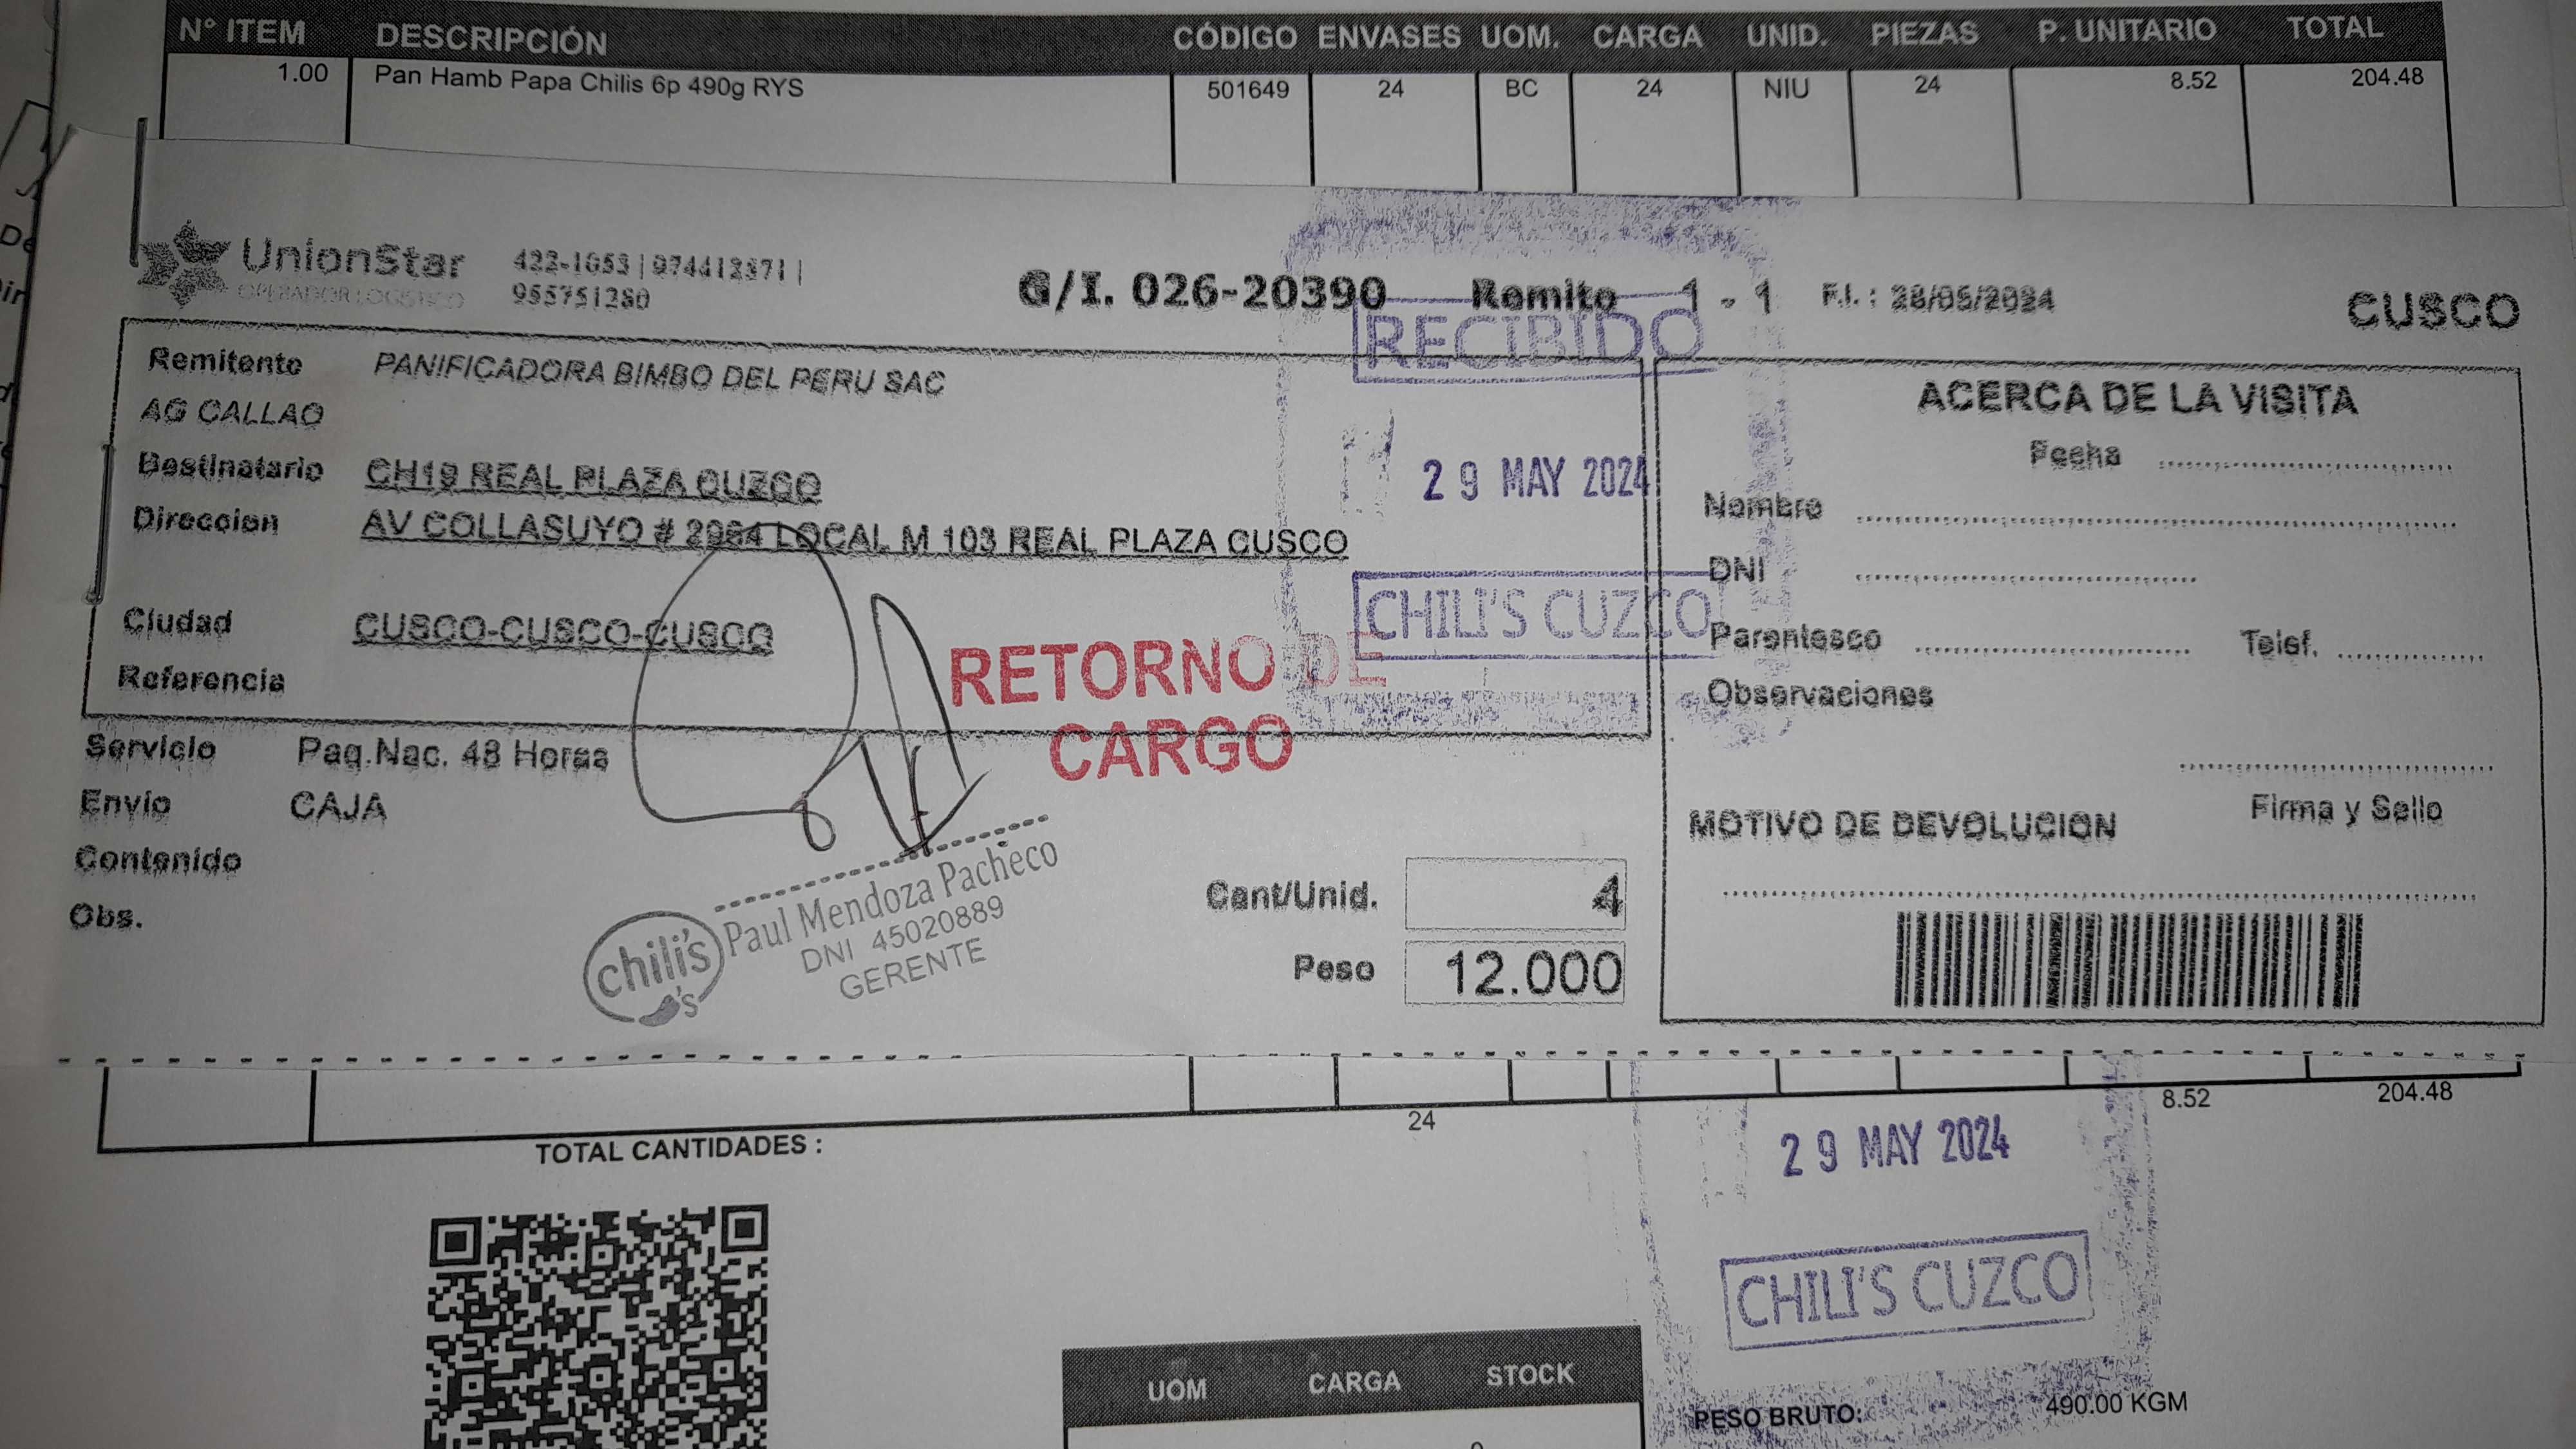 N° ITEM DESCRIPCIÓN CÓDIGO ENVASES UOM. CARGA UNID. PIEZAS P. UNITARIO TOTAL
1.00 Pan Hamb Papa Chilis 6p 490g RYS 501649 24 BC 24 NIU 24 8.52 204.48
UnionStar
OPERADOR LOGISTICO
422-1053 | 974412571 |
955751280
G/I. 026-20390 Remito 1 - 1 F.I. : 28/05/2024 CUSCO
RECIBIDO
Remitente PANIFICADORA BIMBO DEL PERU SAC
AG CALLAO
Destinatario CH19 REAL PLAZA CUZCO
Direccion AV COLLASUYO # 2964 LOCAL M 103 REAL PLAZA CUSCO
29 MAY 2024
CHILI'S CUZCO
Ciudad CUSCO-CUSCO-CUSCO
Referencia
RETORNO DE
CARGO
Servicio Paq.Nac. 48 Horas
Envio CAJA
Contenido
Obs.
chili's
Paul Mendoza Pacheco
DNI 45020889
GERENTE
Cant/Unid. 4
Peso 12.000
ACERCA DE LA VISITA
Fecha
Nombre
DNI
Parentesco Telef.
Observaciones
Firma y Sello
MOTIVO DE DEVOLUCION
24 8.52 204.48
TOTAL CANTIDADES :
29 MAY 2024
CHILI'S CUZCO
UOM CARGA STOCK
PESO BRUTO: 490.00 KGM